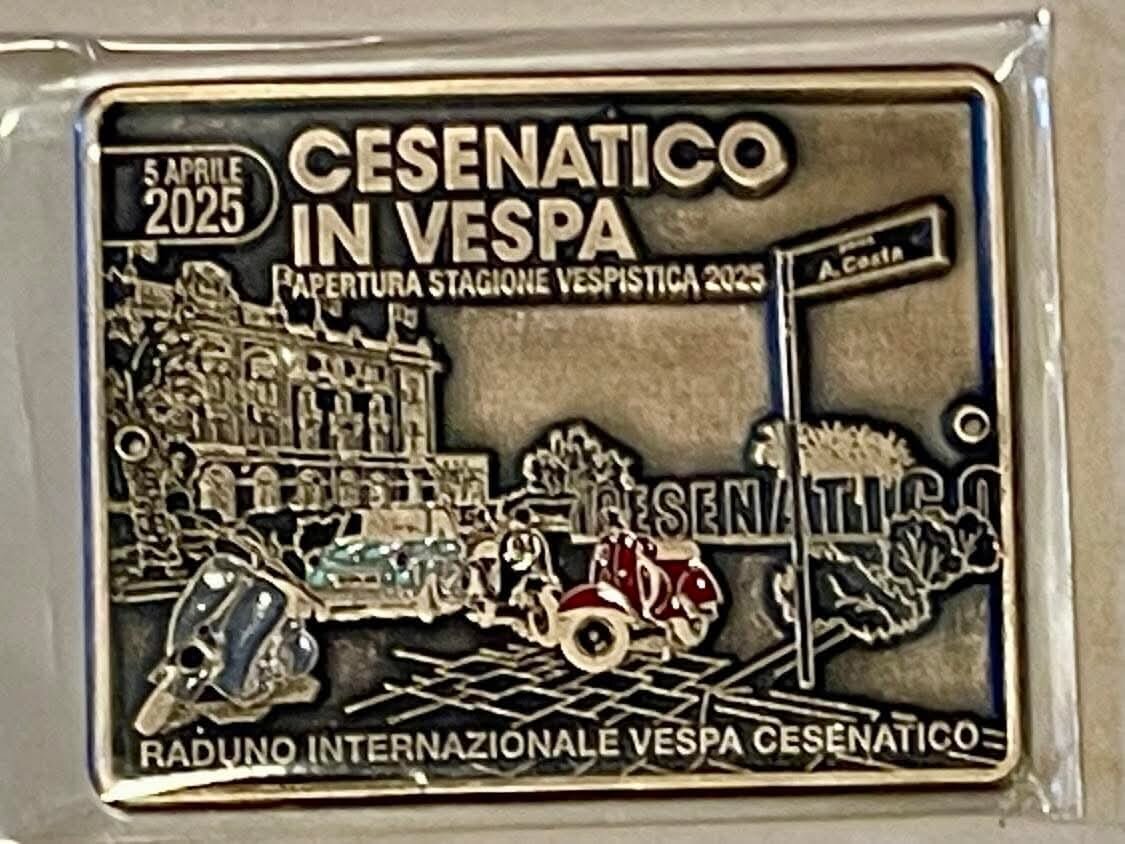 5 APRILE
2025
CESENATICO
IN VESPA
APERTURA STAGIONE VESPISTICA 2025
A. Costa
CESENATICO
RADUNO INTERNAZIONALE VESPA CESENATICO